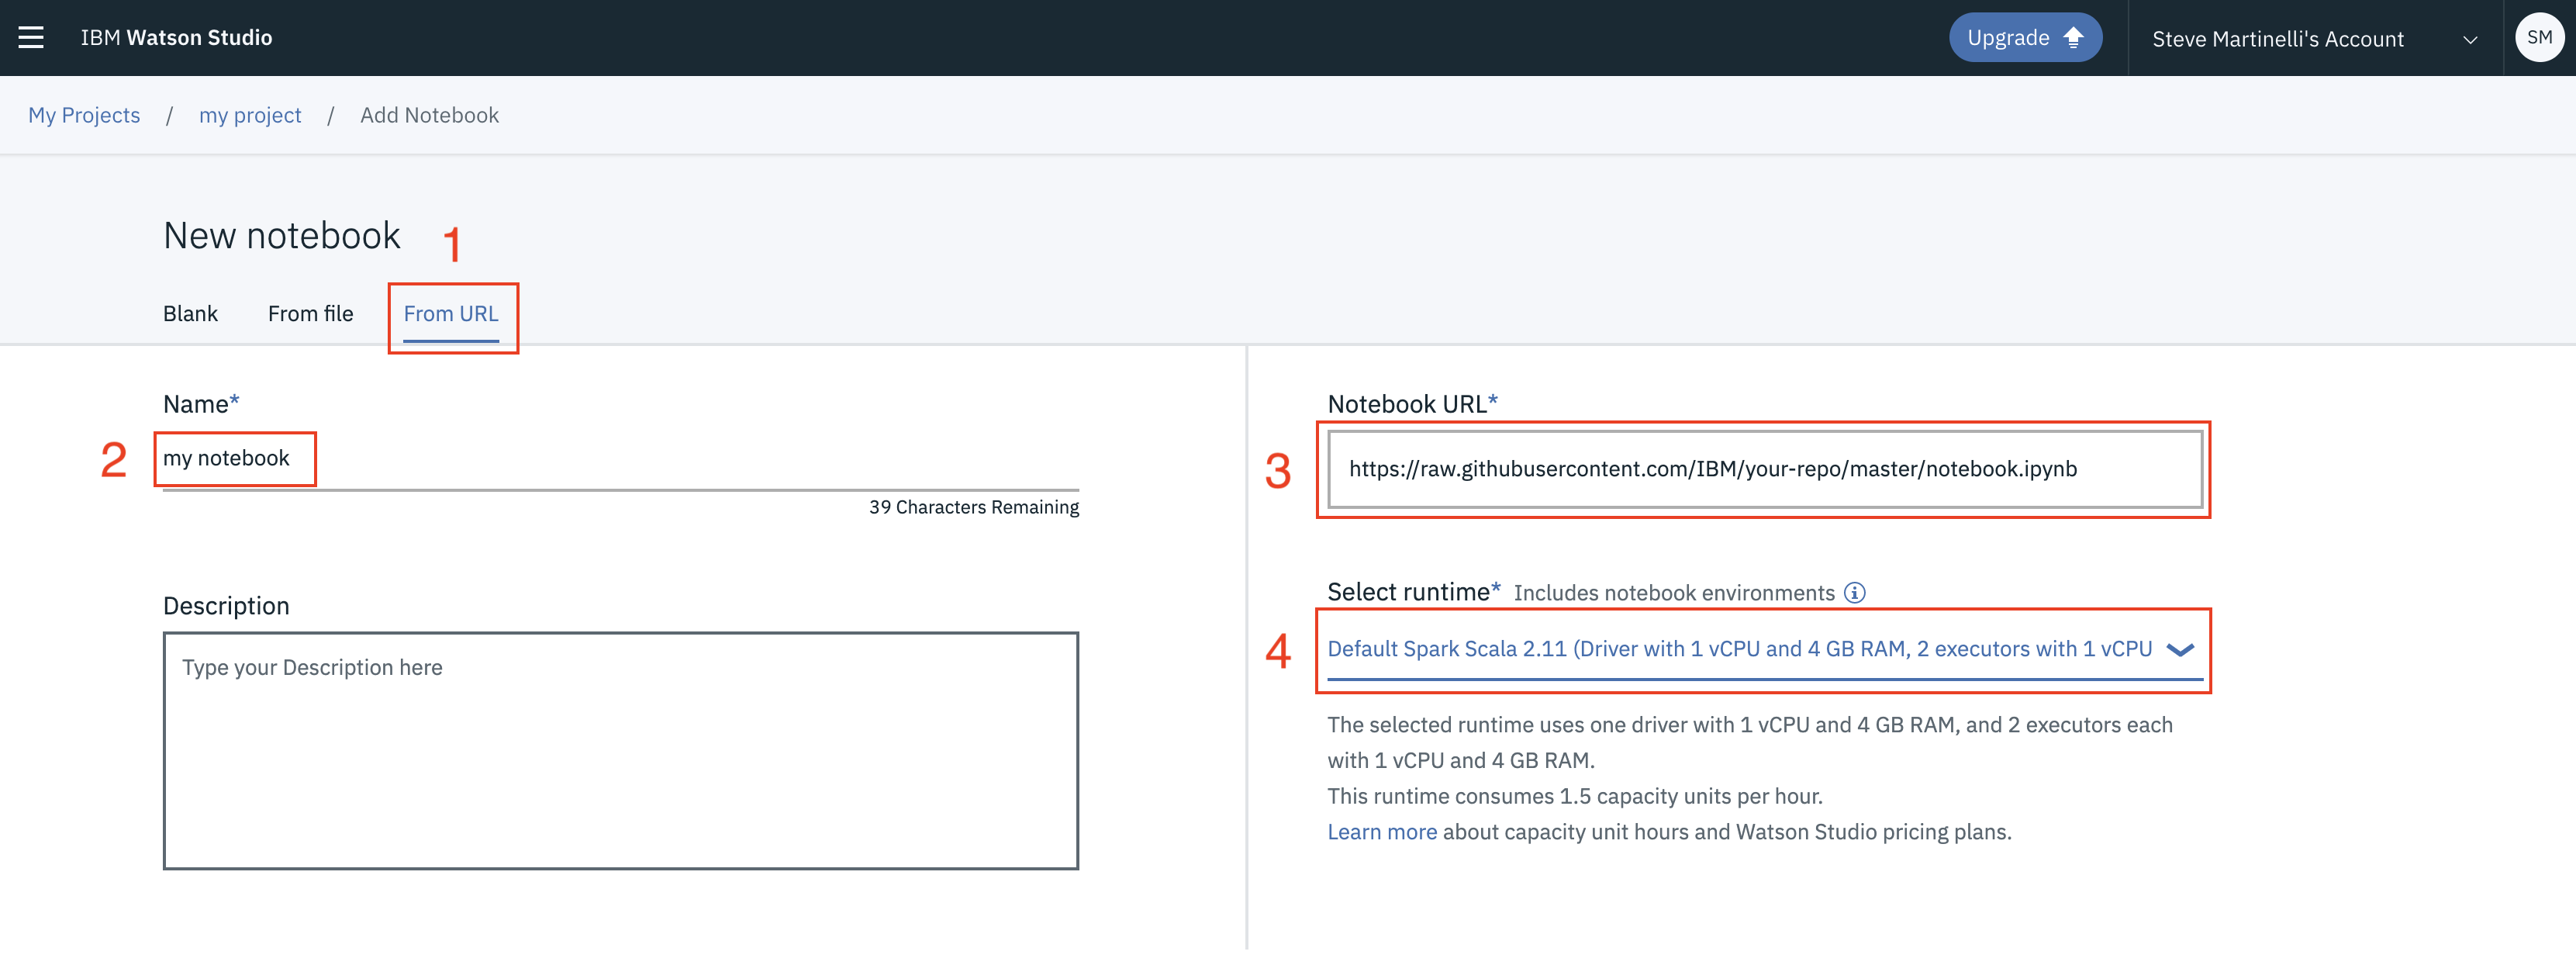 IBM Watson Studio
Upgrade
Steve Martinelli's Account
SM
My Projects / my project / Add Notebook
New notebook
1
Blank
From file
From URL
Name*
2
my notebook
39 Characters Remaining
Description
Type your Description here
Notebook URL*
3
https://raw.githubusercontent.com/IBM/your-repo/master/notebook.ipynb
Select runtime* Includes notebook environments
4
Default Spark Scala 2.11 (Driver with 1 vCPU and 4 GB RAM, 2 executors with 1 vCPU
The selected runtime uses one driver with 1 vCPU and 4 GB RAM, and 2 executors each
with 1 vCPU and 4 GB RAM.
This runtime consumes 1.5 capacity units per hour.
Learn more about capacity unit hours and Watson Studio pricing plans.